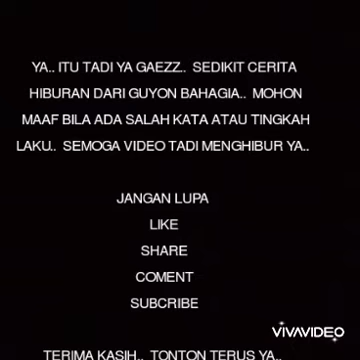 YA.. ITU TADI YA GAEZZ.. SEDIKIT CERITA
HIBURAN DARI GUYON BAHAGIA.. MOHON
MAAF BILA ADA SALAH KATA ATAU TINGKAH
LAKU.. SEMOGA VIDEO TADI MENGHIBUR YA..
JANGAN LUPA
LIKE
SHARE
COMENT
SUBCRIBE
VIVAVIDEO
TERIMA KASIH.. TONTON TERUS YA..